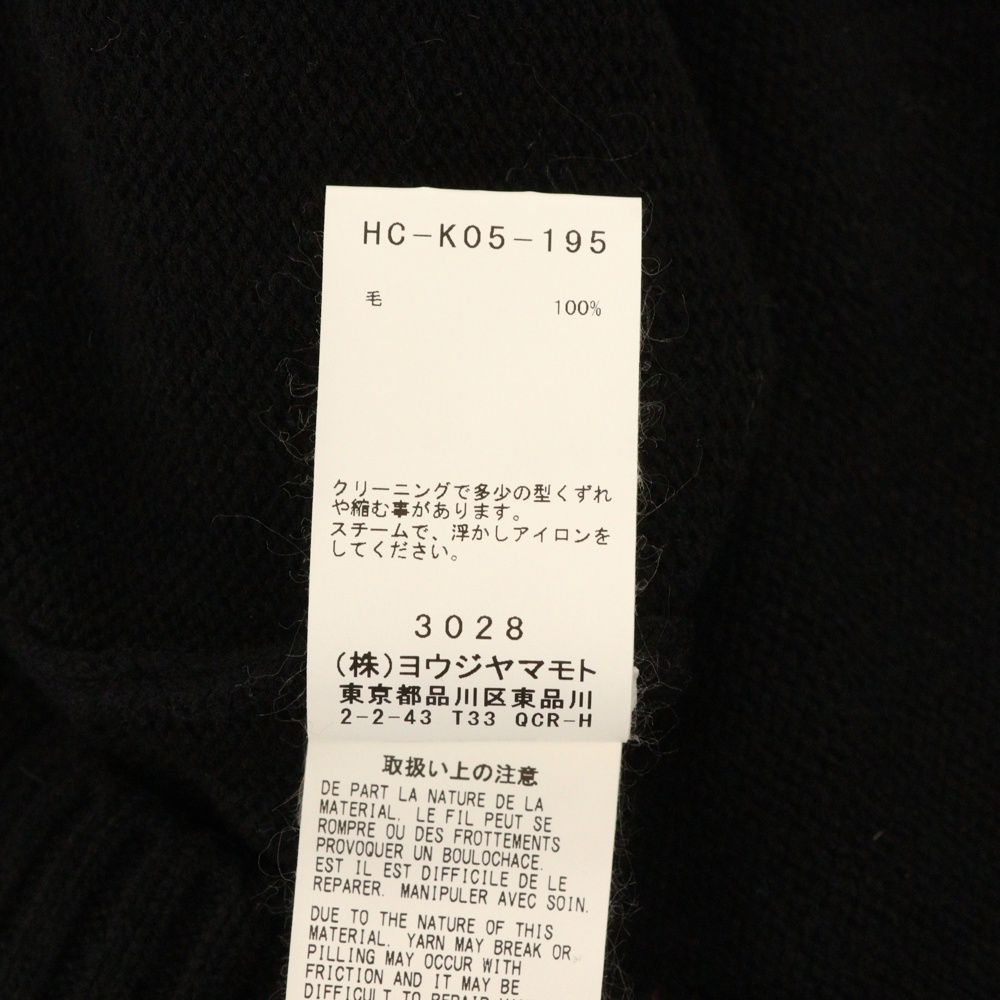 HC-K05-195
毛 100%
クリーニングで多少の型くずれ
や縮む事があります。
スチームで、浮かしアイロンを
してください。
3028
(株)ヨウジヤマモト
東京都品川区東品川
2-2-43 T33 QCR-H
取扱い上の注意
DE PART LA NATURE DE LA
MATERIAL, LE FIL PEUT SE
ROMPRE OU DES FROTTEMENTS
PROVOQUER UN BOULOCHACE.
EST IL EST DIFFICILE DE LE
REPARER. MANIPULER AVEC SOIN.
DUE TO THE NATURE OF THIS
MATERIAL, YARN MAY BREAK OR,
PILLING MAY OCCUR WITH
FRICTION AND IT MAY BE
DIFFICULT TO REPAIR